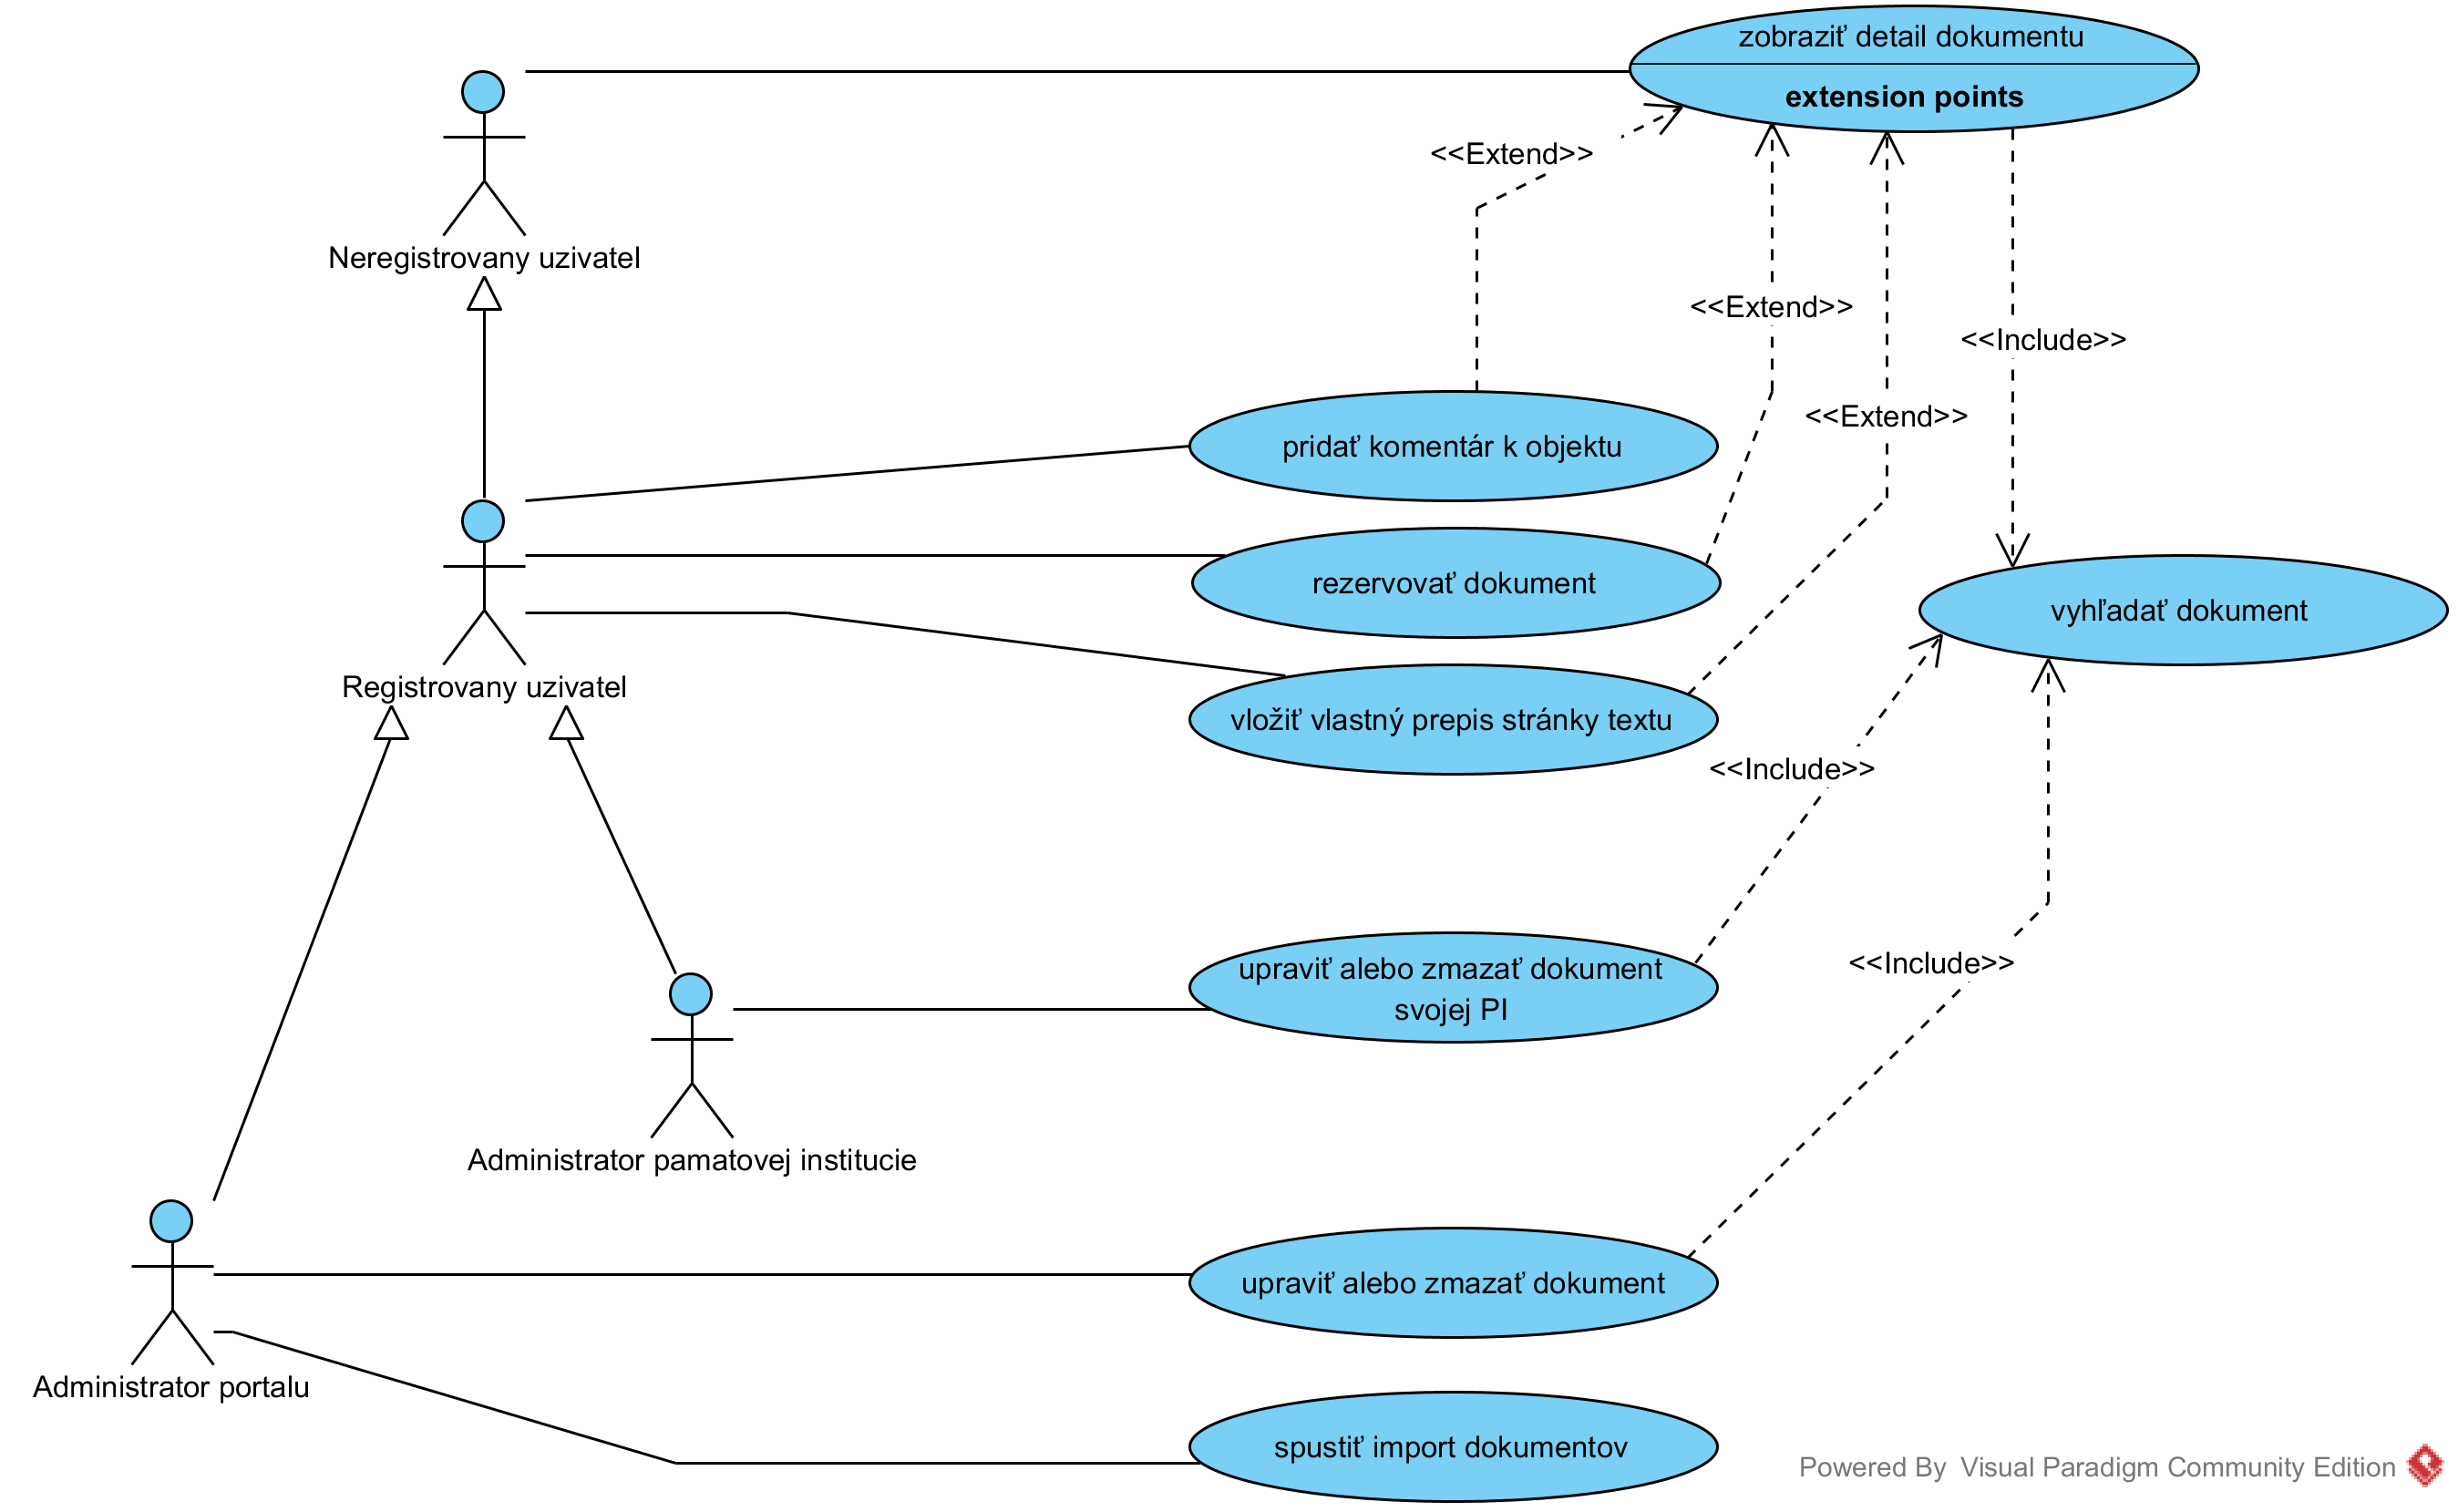 zobraziť detail dokumentu
extension points
<<Extend>>
Neregistrovany uzivatel
<<Extend>>
<<Include>>
<<Extend>>
pridať komentár k objektu
rezervovať dokument
vyhľadať dokument
Registrovany uzivatel
vložiť vlastný prepis stránky textu
<<Include>>
upraviť alebo zmazať dokument
svojej PI
<<Include>>
Administrator pamatovej institucie
upraviť alebo zmazať dokument
Administrator portalu
spustiť import dokumentov
Powered By Visual Paradigm Community Edition